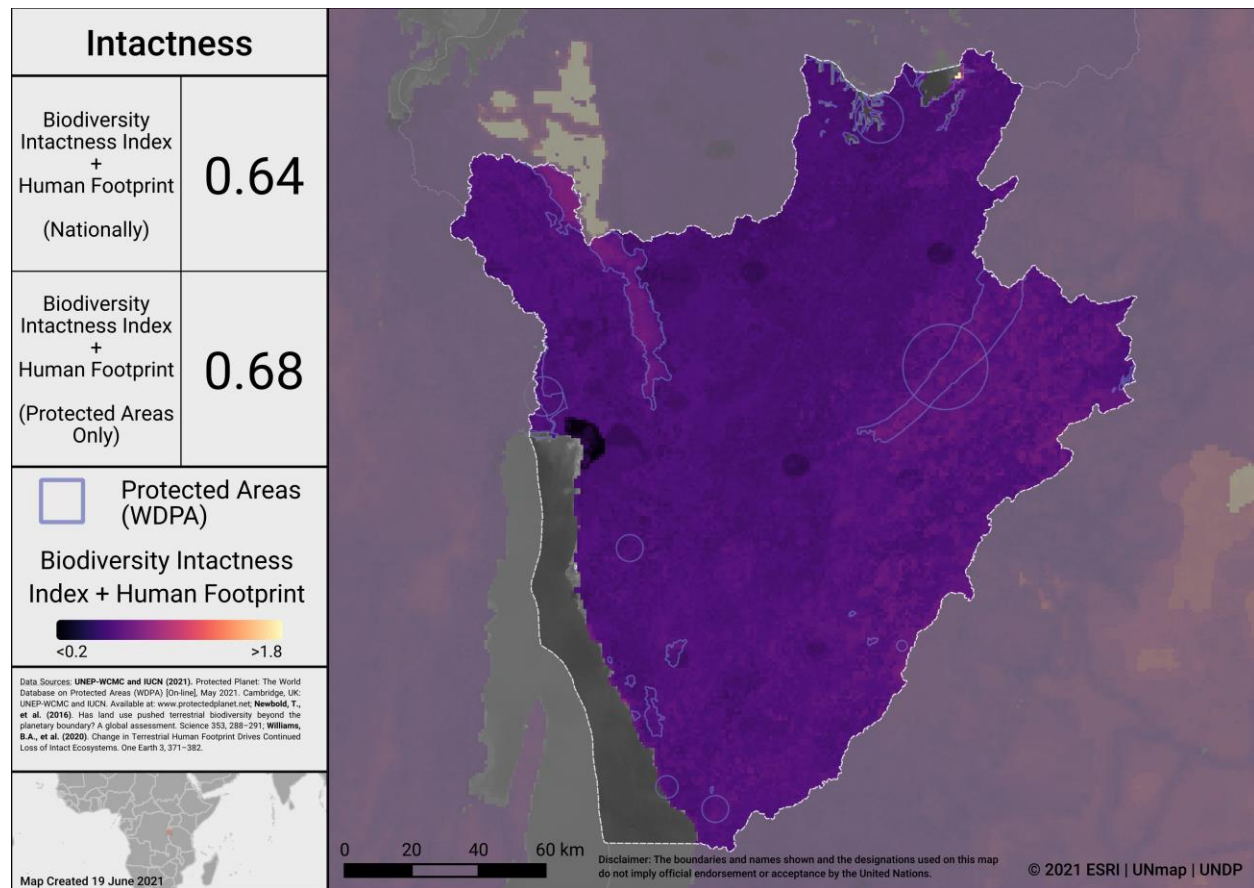 Intactness
Biodiversity
Intactness Index
+
Human Footprint
(Nationally)
0.64
Biodiversity
Intactness Index
+
Human Footprint
(Protected Areas
Only)
0.68
Protected Areas
(WDPA)
Biodiversity Intactness
Index + Human Footprint
<0.2
>1.8
Data Sources: UNEP-WCMC and IUCN (2021). Protected Planet: The World
Database on Protected Areas (WDPA) [On-line], May 2021. Cambridge, UK:
UNEP-WCMC and IUCN. Available at: www.protectedplanet.net; Newbold, T.,
et al. (2016). Has land use pushed terrestrial biodiversity beyond the
planetary boundary? A global assessment. Science 353, 288–291; Williams,
B.A., et al. (2020). Change in Terrestrial Human Footprint Drives Continued
Loss of Intact Ecosystems. One Earth 3, 371–382.
Map Created 19 June 2021
0 20 40 60 km
Disclaimer: The boundaries and names shown and the designations used on this map
do not imply official endorsement or acceptance by the United Nations.
© 2021 ESRI | UNmap | UNDP